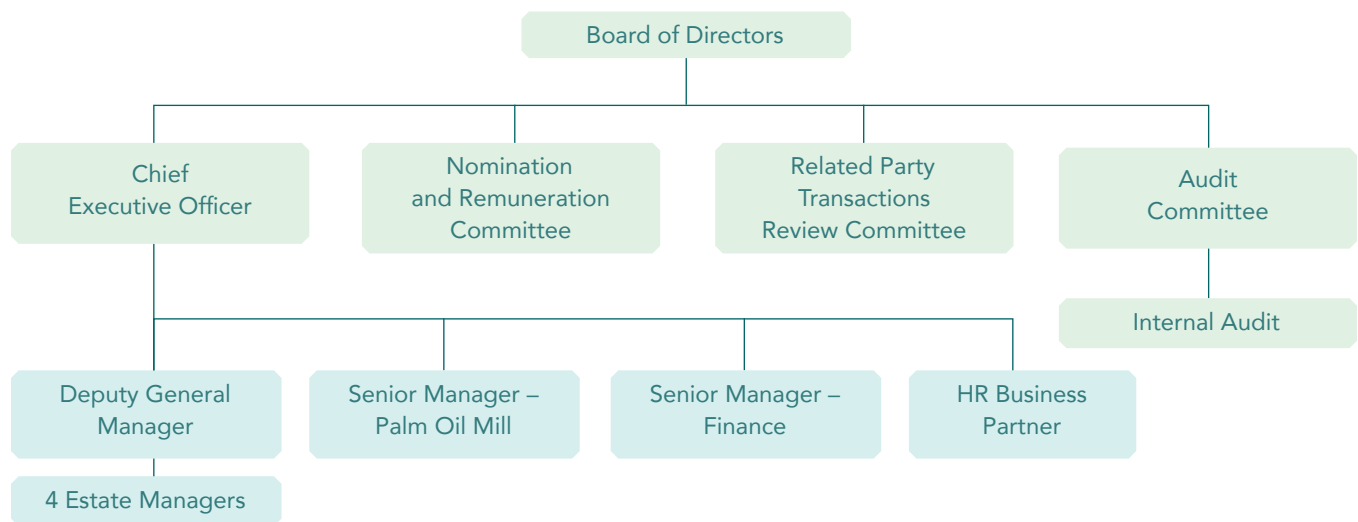 Board of Directors
Chief
Executive Officer
Nomination
and Remuneration
Committee
Related Party
Transactions
Review Committee
Audit
Committee
Internal Audit
Deputy General
Manager
Senior Manager –
Palm Oil Mill
Senior Manager –
Finance
HR Business
Partner
4 Estate Managers